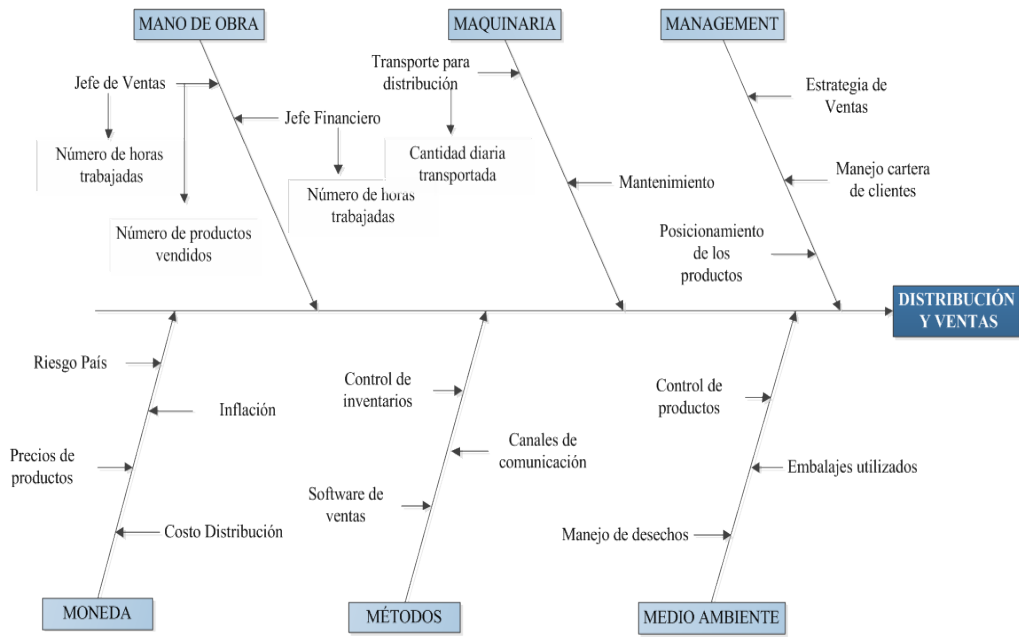 MANO DE OBRA
MAQUINARIA
MANAGEMENT
Jefe de Ventas
Número de horas
trabajadas
Número de productos
vendidos
Jefe Financiero
Número de horas
trabajadas
Transporte para
distribución
Cantidad diaria
transportada
Mantenimiento
Estrategia de
Ventas
Manejo cartera
de clientes
Posicionamiento
de los
productos
DISTRIBUCIÓN
Y VENTAS
Riesgo País
Inflación
Precios de
productos
Costo Distribución
Control de
inventarios
Canales de
comunicación
Software de
ventas
Control de
productos
Embalajes utilizados
Manejo de desechos
MONEDA
MÉTODOS
MEDIO AMBIENTE